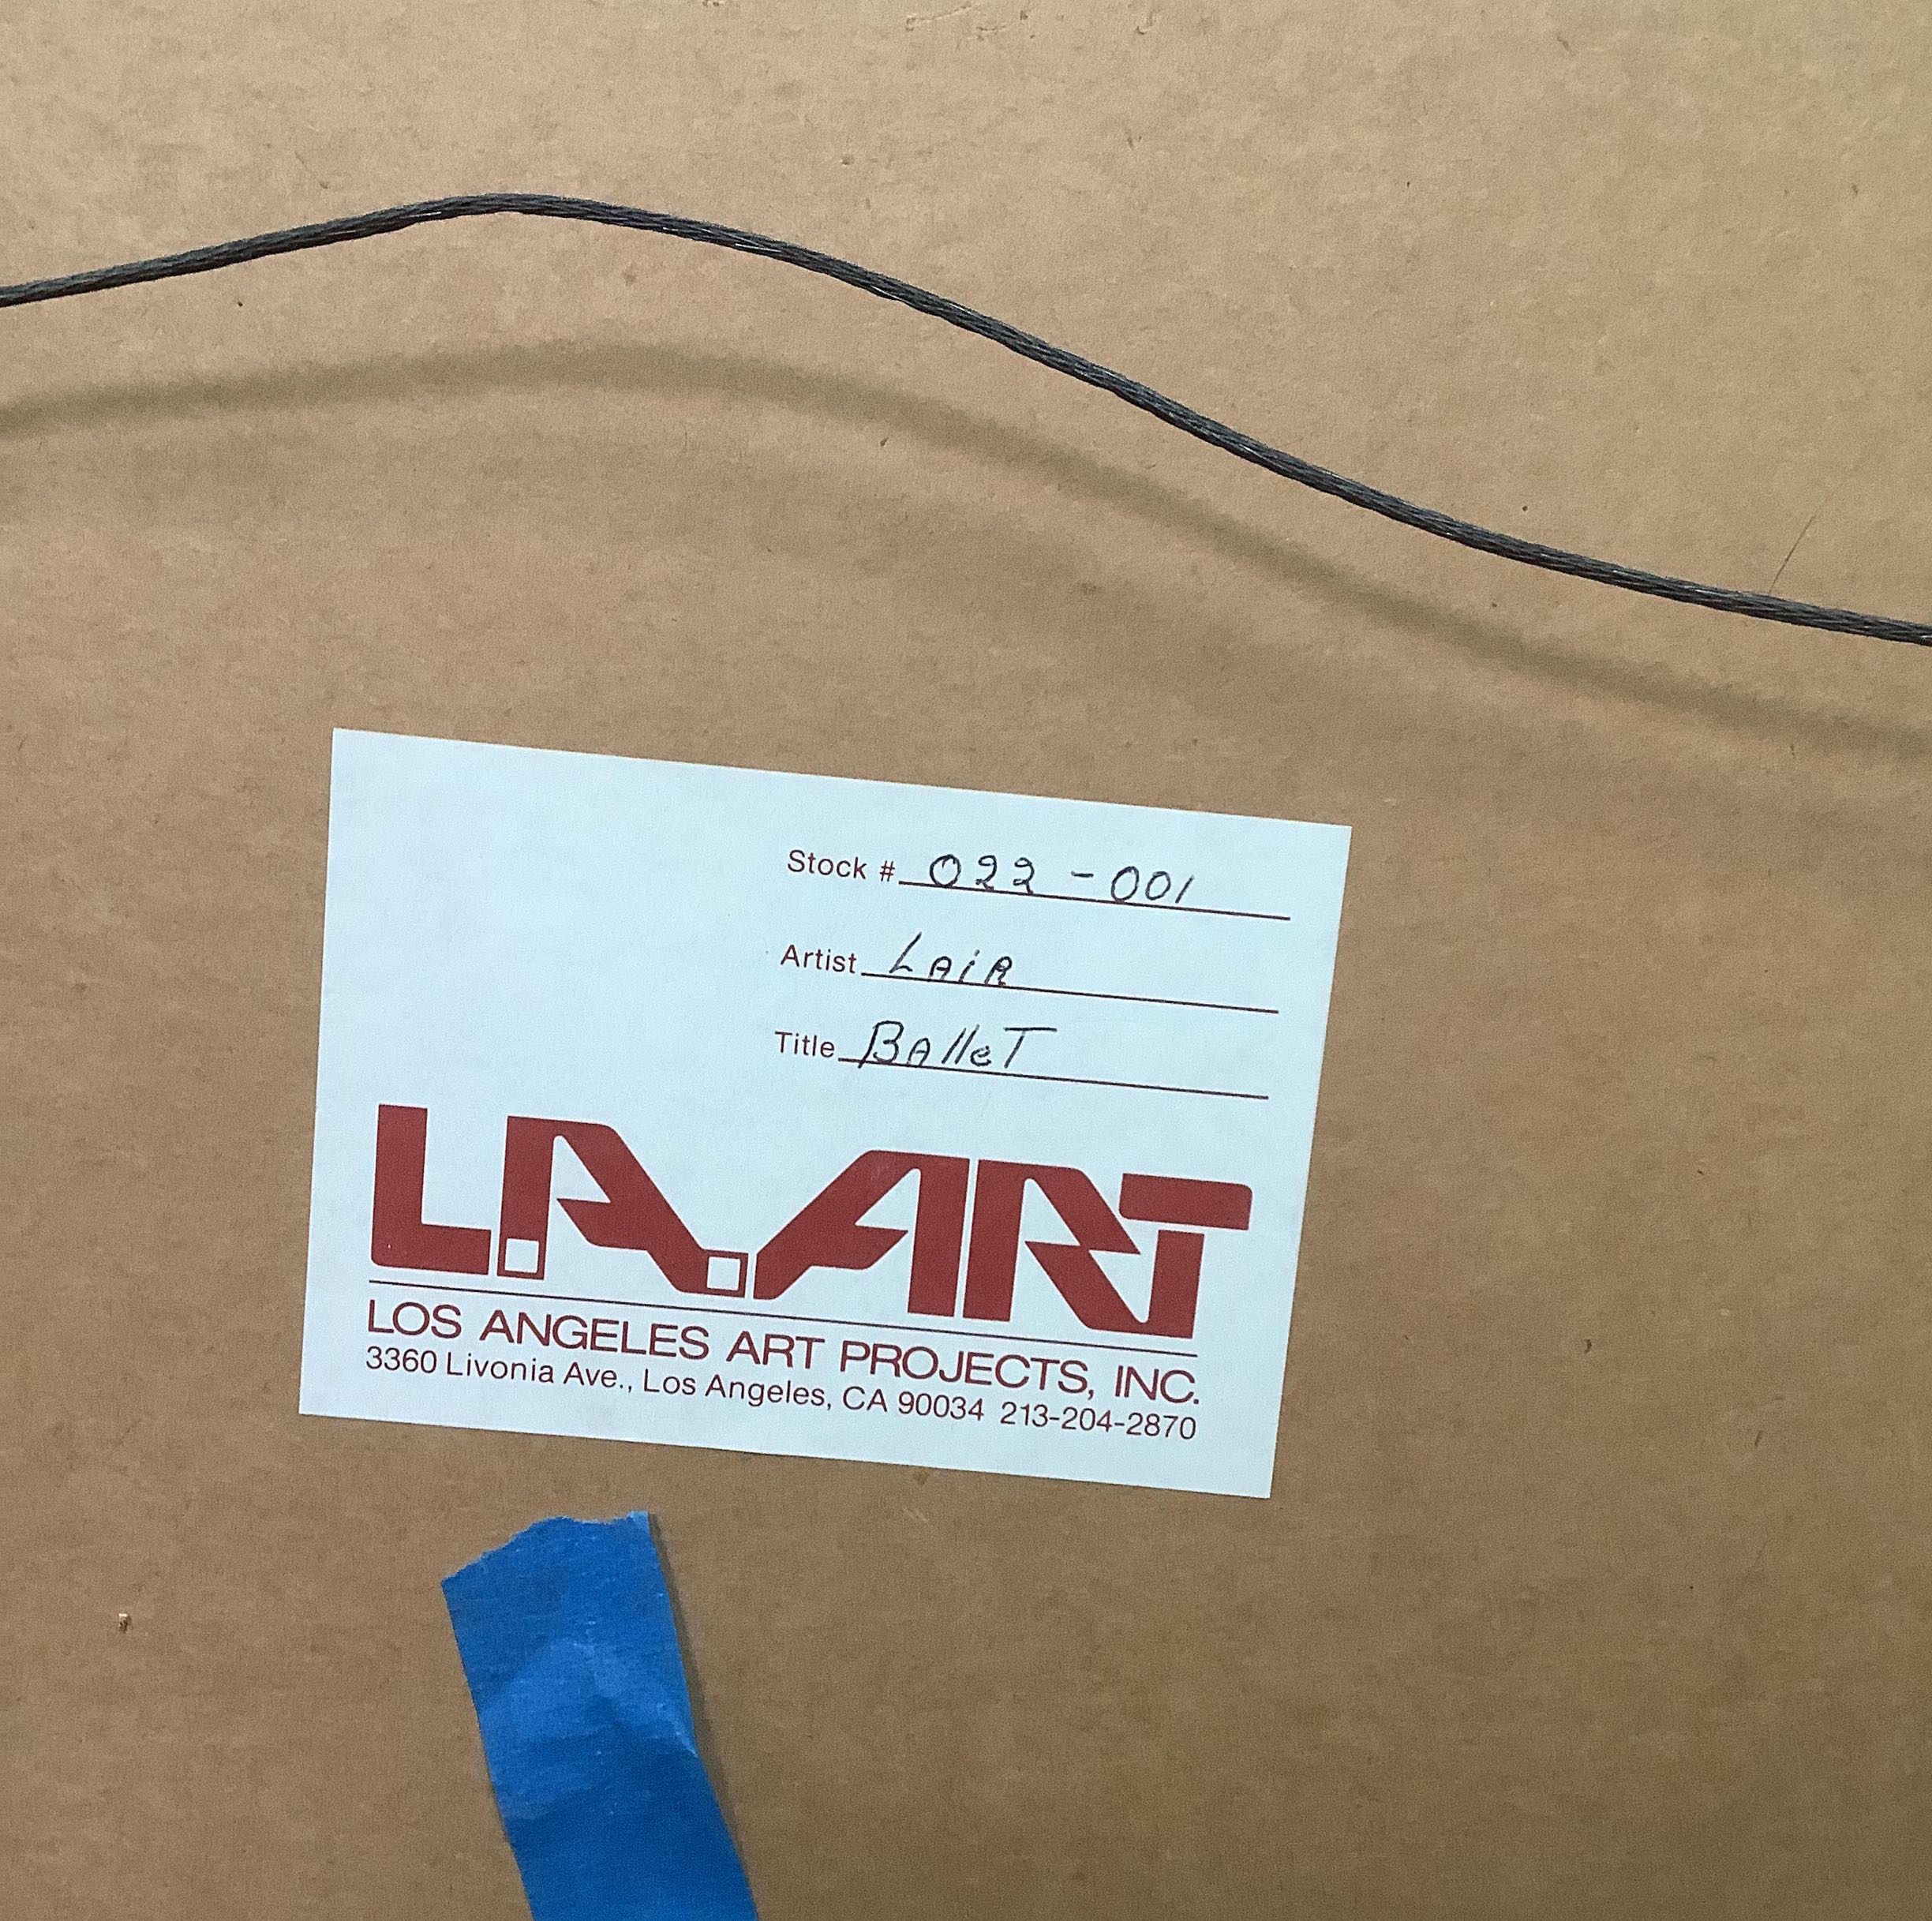 Stock # 022-001
Artist LAiR
Title BAlleT
L.A.ART
LOS ANGELES ART PROJECTS, INC.
3360 Livonia Ave., Los Angeles, CA 90034 213-204-2870